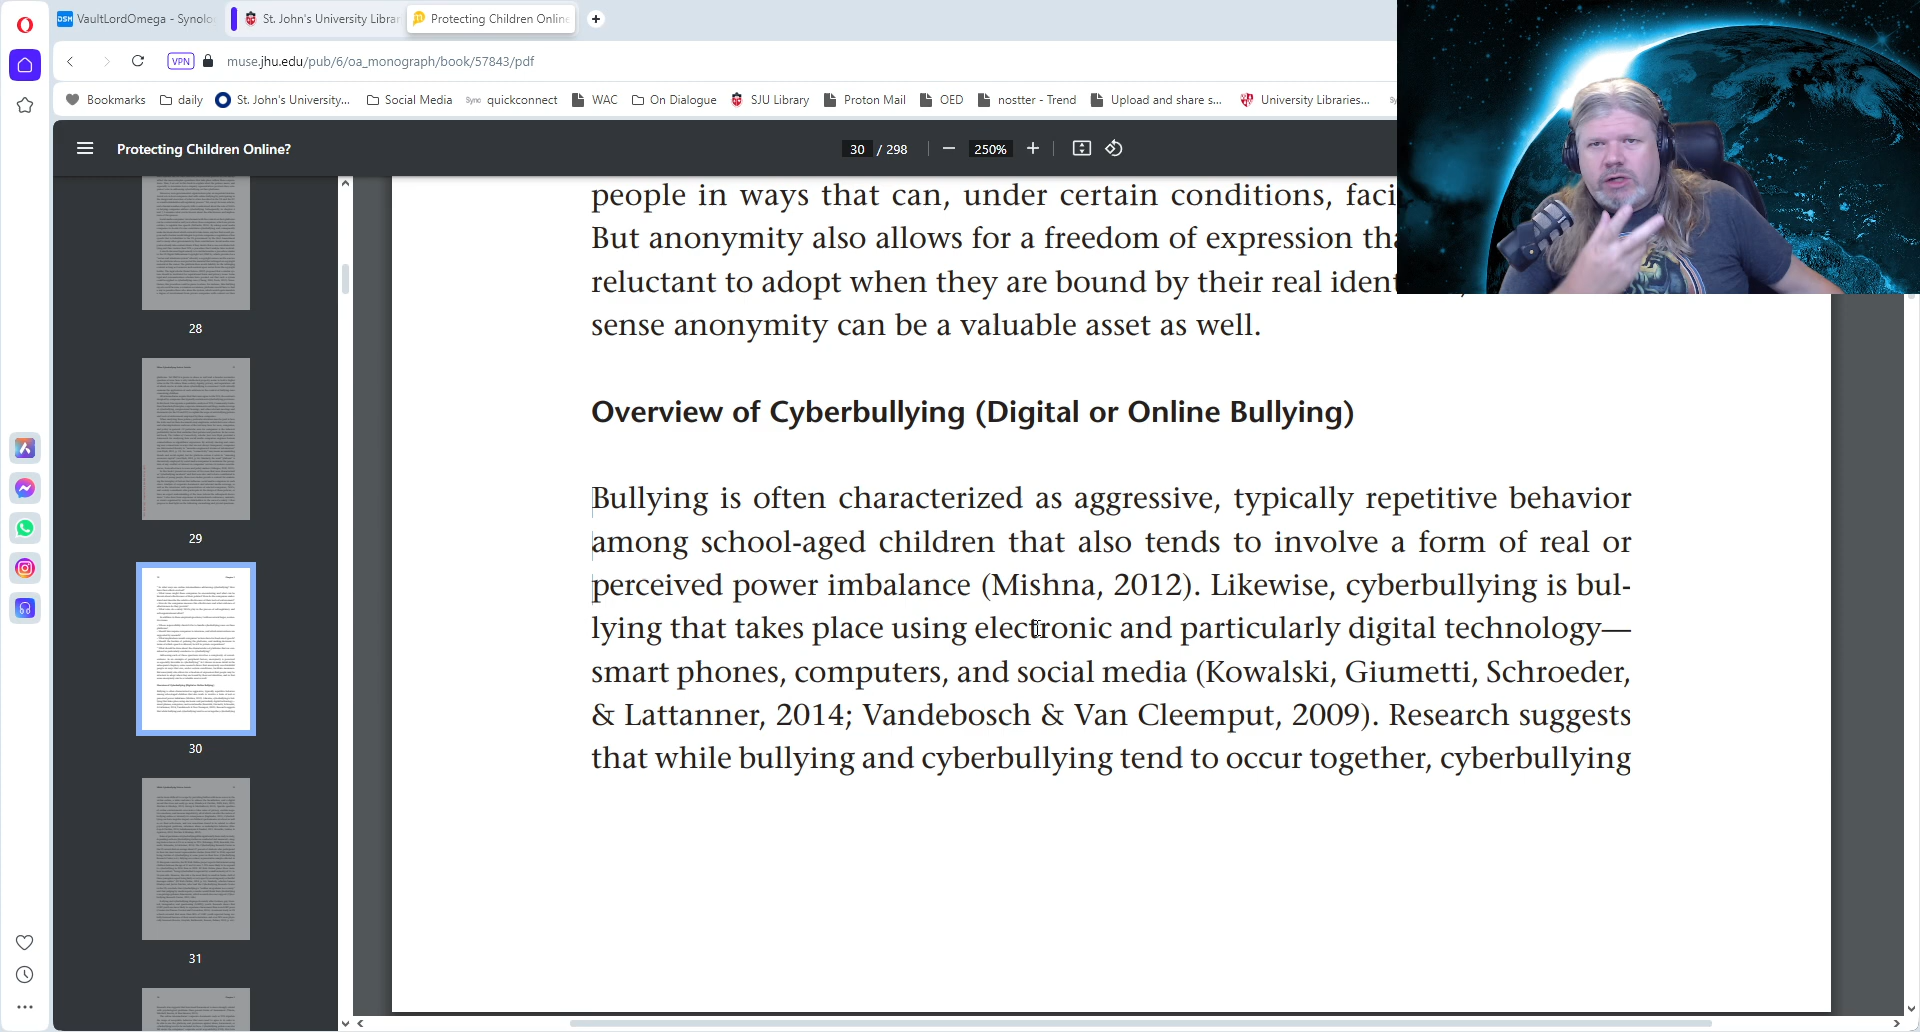 VaultLordOmega - Synolo
St. John's University Librar
Protecting Children Online
VPN
muse.jhu.edu/pub/6/oa_monograph/book/57843/pdf
Bookmarks
daily
St. John's University...
Social Media
quickconnect
WAC
On Dialogue
SJU Library
Proton Mail
OED
nostter - Trend
Upload and share s...
University Libraries...
Protecting Children Online?
30 / 298
250%
28
29
30
31
people in ways that can, under certain conditions, faci
But anonymity also allows for a freedom of expression tha
reluctant to adopt when they are bound by their real ident
sense anonymity can be a valuable asset as well.
Overview of Cyberbullying (Digital or Online Bullying)
Bullying is often characterized as aggressive, typically repetitive behavior
among school-aged children that also tends to involve a form of real or
perceived power imbalance (Mishna, 2012). Likewise, cyberbullying is bul-
lying that takes place using electronic and particularly digital technology—
smart phones, computers, and social media (Kowalski, Giumetti, Schroeder,
& Lattanner, 2014; Vandebosch & Van Cleemput, 2009). Research suggests
that while bullying and cyberbullying tend to occur together, cyberbullying